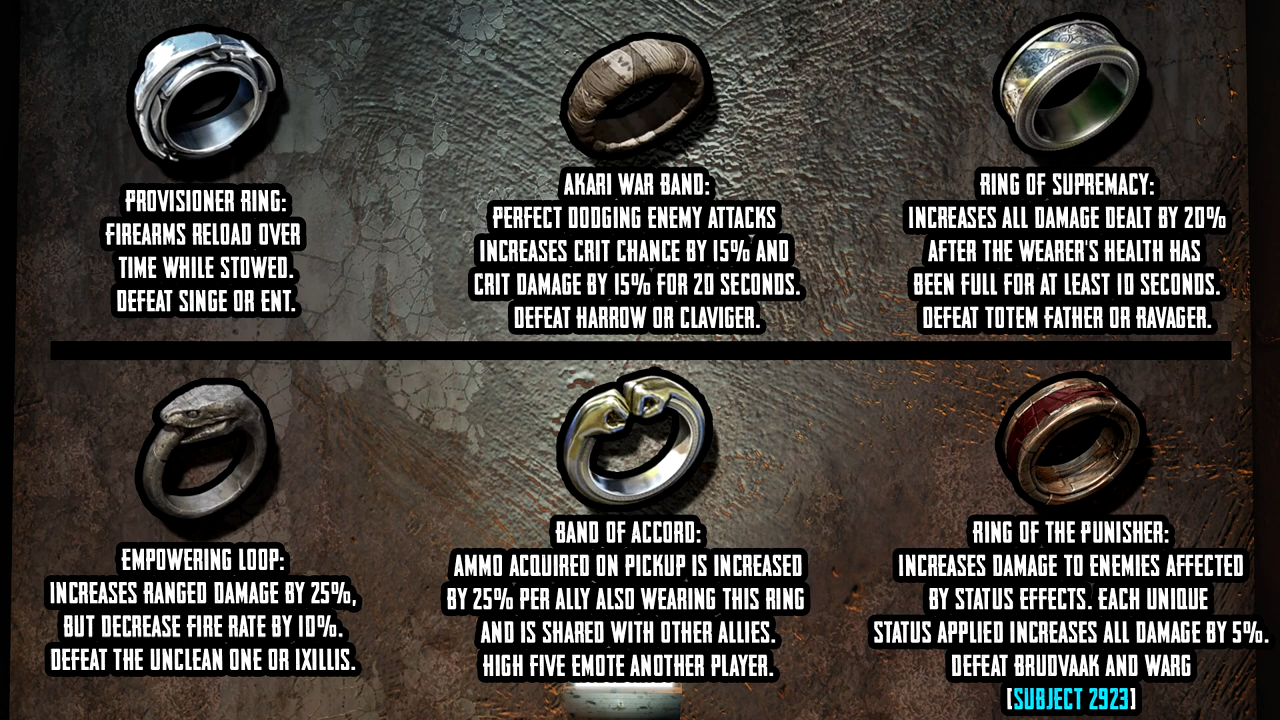 PROVISIONER RING:
FIREARMS RELOAD OVER
TIME WHILE STOWED.
DEFEAT SINGE OR ENT.
AKARI WAR BAND:
PERFECT DODGING ENEMY ATTACKS
INCREASES CRIT CHANCE BY 15% AND
CRIT DAMAGE BY 15% FOR 20 SECONDS.
DEFEAT HARROW OR CLAVIGER.
RING OF SUPREMACY:
INCREASES ALL DAMAGE DEALT BY 20%
AFTER THE WEARER'S HEALTH HAS
BEEN FULL FOR AT LEAST 10 SECONDS.
DEFEAT TOTEM FATHER OR RAVAGER.
EMPOWERING LOOP:
INCREASES RANGED DAMAGE BY 25%,
BUT DECREASE FIRE RATE BY 10%.
DEFEAT THE UNCLEAN ONE OR IXILLIS.
BAND OF ACCORD:
AMMO ACQUIRED ON PICKUP IS INCREASED
BY 25% PER ALLY ALSO WEARING THIS RING
AND IS SHARED WITH OTHER ALLIES.
HIGH FIVE EMOTE ANOTHER PLAYER.
RING OF THE PUNISHER:
INCREASES DAMAGE TO ENEMIES AFFECTED
BY STATUS EFFECTS. EACH UNIQUE
STATUS APPLIED INCREASES ALL DAMAGE BY 5%.
DEFEAT BRUDVAAK AND WARG
[SUBJECT 2923]